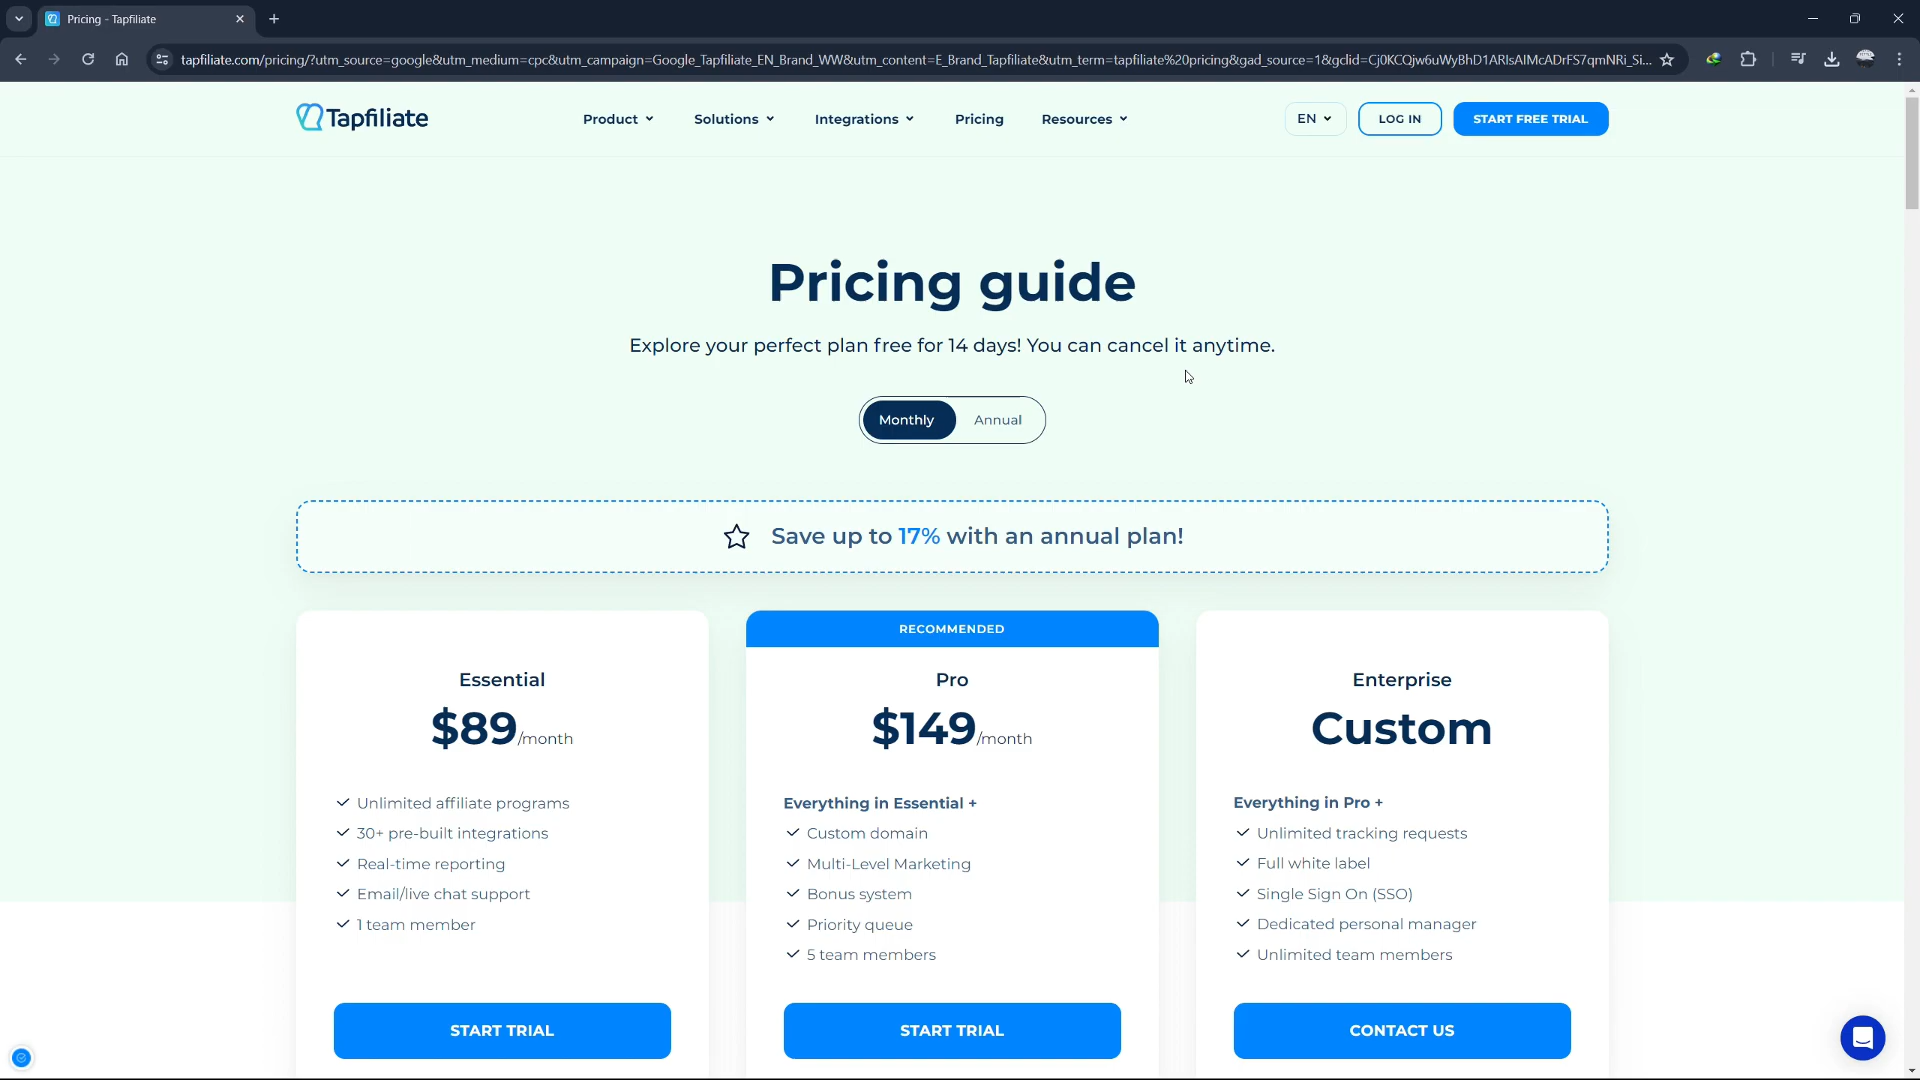 Pricing - Tapfiliate
tapfiliate.com/pricing/?utm_source=google&utm_medium=cpc&utm_campaign=Google_Tapfiliate_EN_Brand_WW&utm_content=E_Brand_Tapfiliate&utm_term=tapfiliate%20pricing&gad_source=1&gclid=Cj0KCQjw6uWyBhD1ARIsAIMcADrFS7qmNRi_Si...
Tapfiliate
Product
Solutions
Integrations
Pricing
Resources
EN
LOG IN
START FREE TRIAL
Pricing guide
Explore your perfect plan free for 14 days! You can cancel it anytime.
Monthly
Annual
Save up to 17% with an annual plan!
Essential
$89/month
Unlimited affiliate programs
30+ pre-built integrations
Real-time reporting
Email/live chat support
1 team member
START TRIAL
RECOMMENDED
Pro
$149/month
Everything in Essential +
Custom domain
Multi-Level Marketing
Bonus system
Priority queue
5 team members
START TRIAL
Enterprise
Custom
Everything in Pro +
Unlimited tracking requests
Full white label
Single Sign On (SSO)
Dedicated personal manager
Unlimited team members
CONTACT US